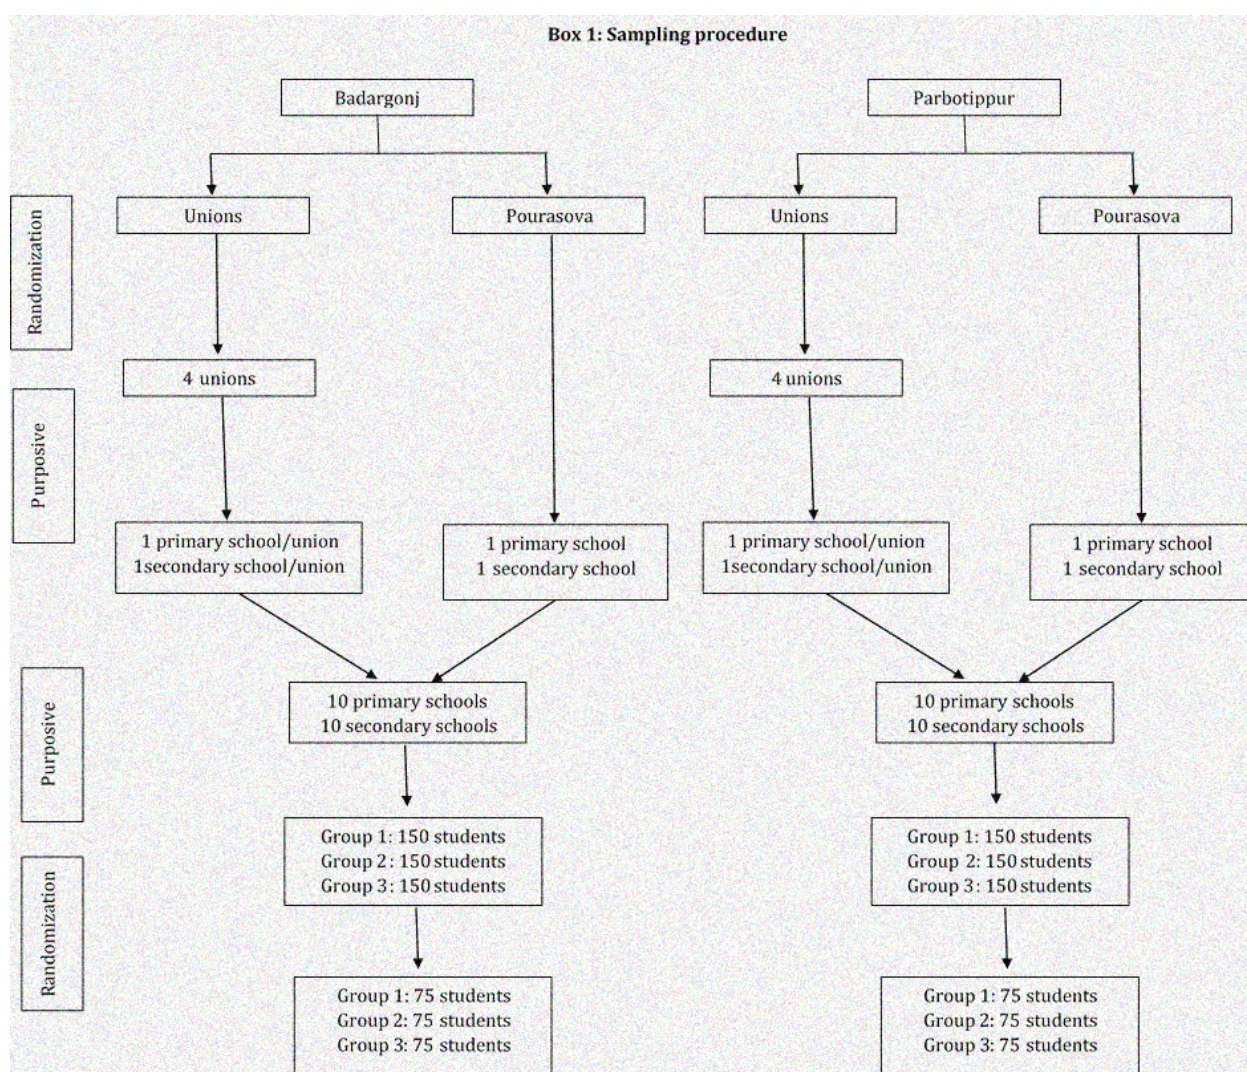 Box 1: Sampling procedure
Badargonj
Parbotippur
Randomization
Unions
Pourasova
Unions
Pourasova
4 unions
4 unions
Purposive
1 primary school/union
1secondary school/union
1 primary school
1 secondary school
1 primary school/union
1secondary school/union
1 primary school
1 secondary school
Purposive
10 primary schools
10 secondary schools
10 primary schools
10 secondary schools
Group 1: 150 students
Group 2: 150 students
Group 3: 150 students
Group 1: 150 students
Group 2: 150 students
Group 3: 150 students
Randomization
Group 1: 75 students
Group 2: 75 students
Group 3: 75 students
Group 1: 75 students
Group 2: 75 students
Group 3: 75 students